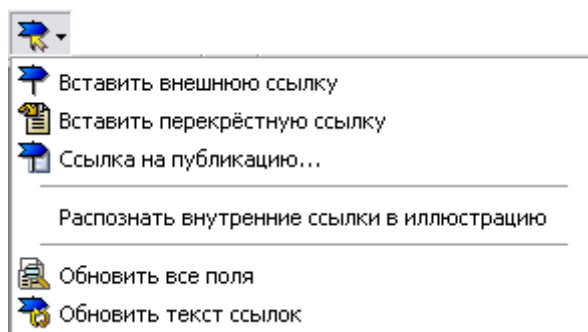 Вставить внешнюю ссылку
Вставить перекрёстную ссылку
Ссылка на публикацию...
Распознать внутренние ссылки в иллюстрацию
Обновить все поля
Обновить текст ссылок